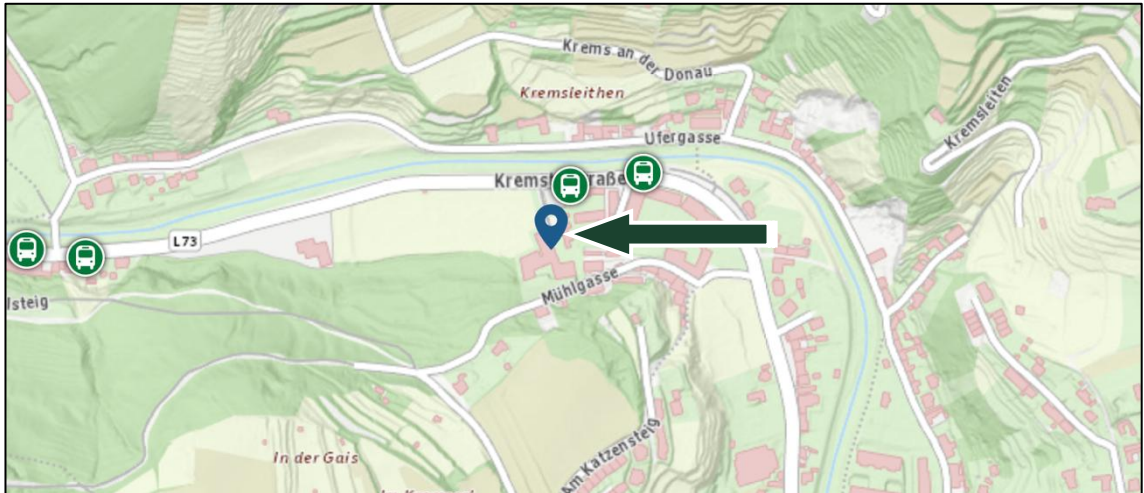 Krems an der Donau
Kremsleithen
Kremsleiten
Ufergasse
L73
Mühlgasse
In der Gais
Am Katzensteig